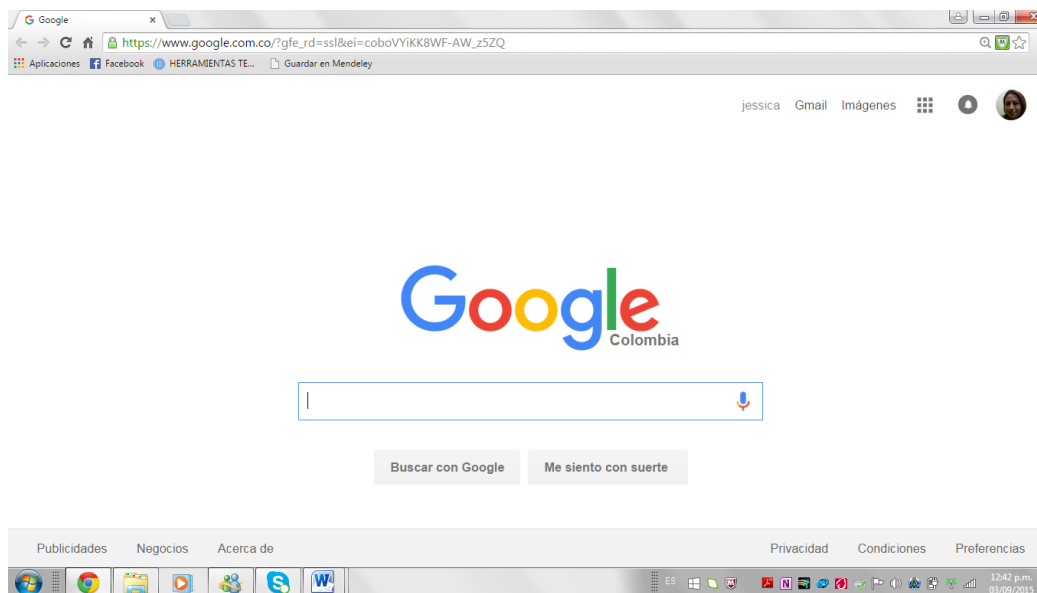 Google
https://www.google.com.co/?gfe_rd=ssl&ei=coboVYiKK8WF-AW_z5ZQ
Aplicaciones Facebook HERRAMIENTAS TE... Guardar en Mendeley
jessica Gmail Imágenes
Google
Colombia
Buscar con Google Me siento con suerte
Publicidades Negocios Acerca de Privacidad Condiciones Preferencias
ES 12:42 p.m.
03/09/2015